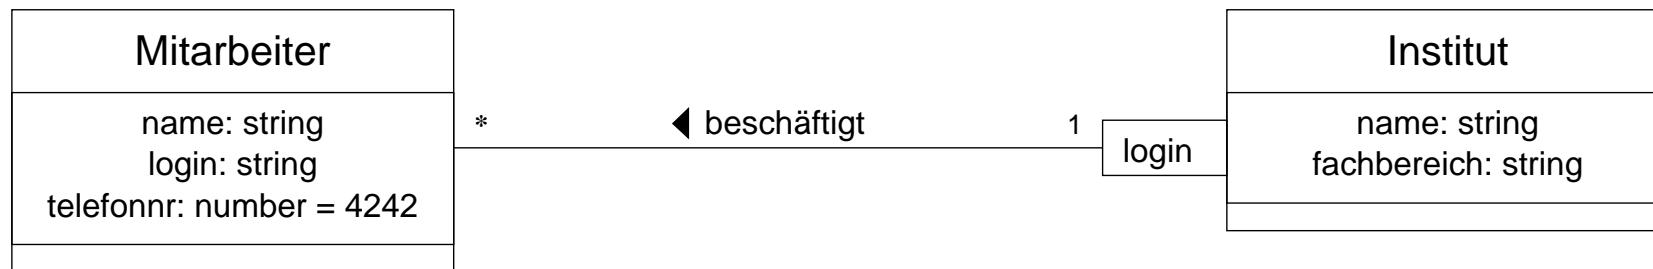 Mitarbeiter
name: string
login: string
telefonnr: number = 4242
*
beschäftigt
1
login
Institut
name: string
fachbereich: string